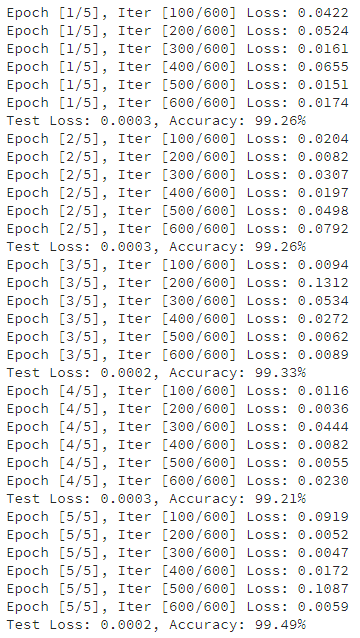 Epoch [1/5], Iter [100/600] Loss: 0.0422
Epoch [1/5], Iter [200/600] Loss: 0.0524
Epoch [1/5], Iter [300/600] Loss: 0.0161
Epoch [1/5], Iter [400/600] Loss: 0.0655
Epoch [1/5], Iter [500/600] Loss: 0.0151
Epoch [1/5], Iter [600/600] Loss: 0.0174
Test Loss: 0.0003, Accuracy: 99.26%
Epoch [2/5], Iter [100/600] Loss: 0.0204
Epoch [2/5], Iter [200/600] Loss: 0.0082
Epoch [2/5], Iter [300/600] Loss: 0.0307
Epoch [2/5], Iter [400/600] Loss: 0.0197
Epoch [2/5], Iter [500/600] Loss: 0.0498
Epoch [2/5], Iter [600/600] Loss: 0.0792
Test Loss: 0.0003, Accuracy: 99.26%
Epoch [3/5], Iter [100/600] Loss: 0.0094
Epoch [3/5], Iter [200/600] Loss: 0.1312
Epoch [3/5], Iter [300/600] Loss: 0.0534
Epoch [3/5], Iter [400/600] Loss: 0.0272
Epoch [3/5], Iter [500/600] Loss: 0.0062
Epoch [3/5], Iter [600/600] Loss: 0.0089
Test Loss: 0.0002, Accuracy: 99.33%
Epoch [4/5], Iter [100/600] Loss: 0.0116
Epoch [4/5], Iter [200/600] Loss: 0.0036
Epoch [4/5], Iter [300/600] Loss: 0.0444
Epoch [4/5], Iter [400/600] Loss: 0.0082
Epoch [4/5], Iter [500/600] Loss: 0.0055
Epoch [4/5], Iter [600/600] Loss: 0.0230
Test Loss: 0.0003, Accuracy: 99.21%
Epoch [5/5], Iter [100/600] Loss: 0.0919
Epoch [5/5], Iter [200/600] Loss: 0.0052
Epoch [5/5], Iter [300/600] Loss: 0.0047
Epoch [5/5], Iter [400/600] Loss: 0.0172
Epoch [5/5], Iter [500/600] Loss: 0.1087
Epoch [5/5], Iter [600/600] Loss: 0.0059
Test Loss: 0.0002, Accuracy: 99.49%